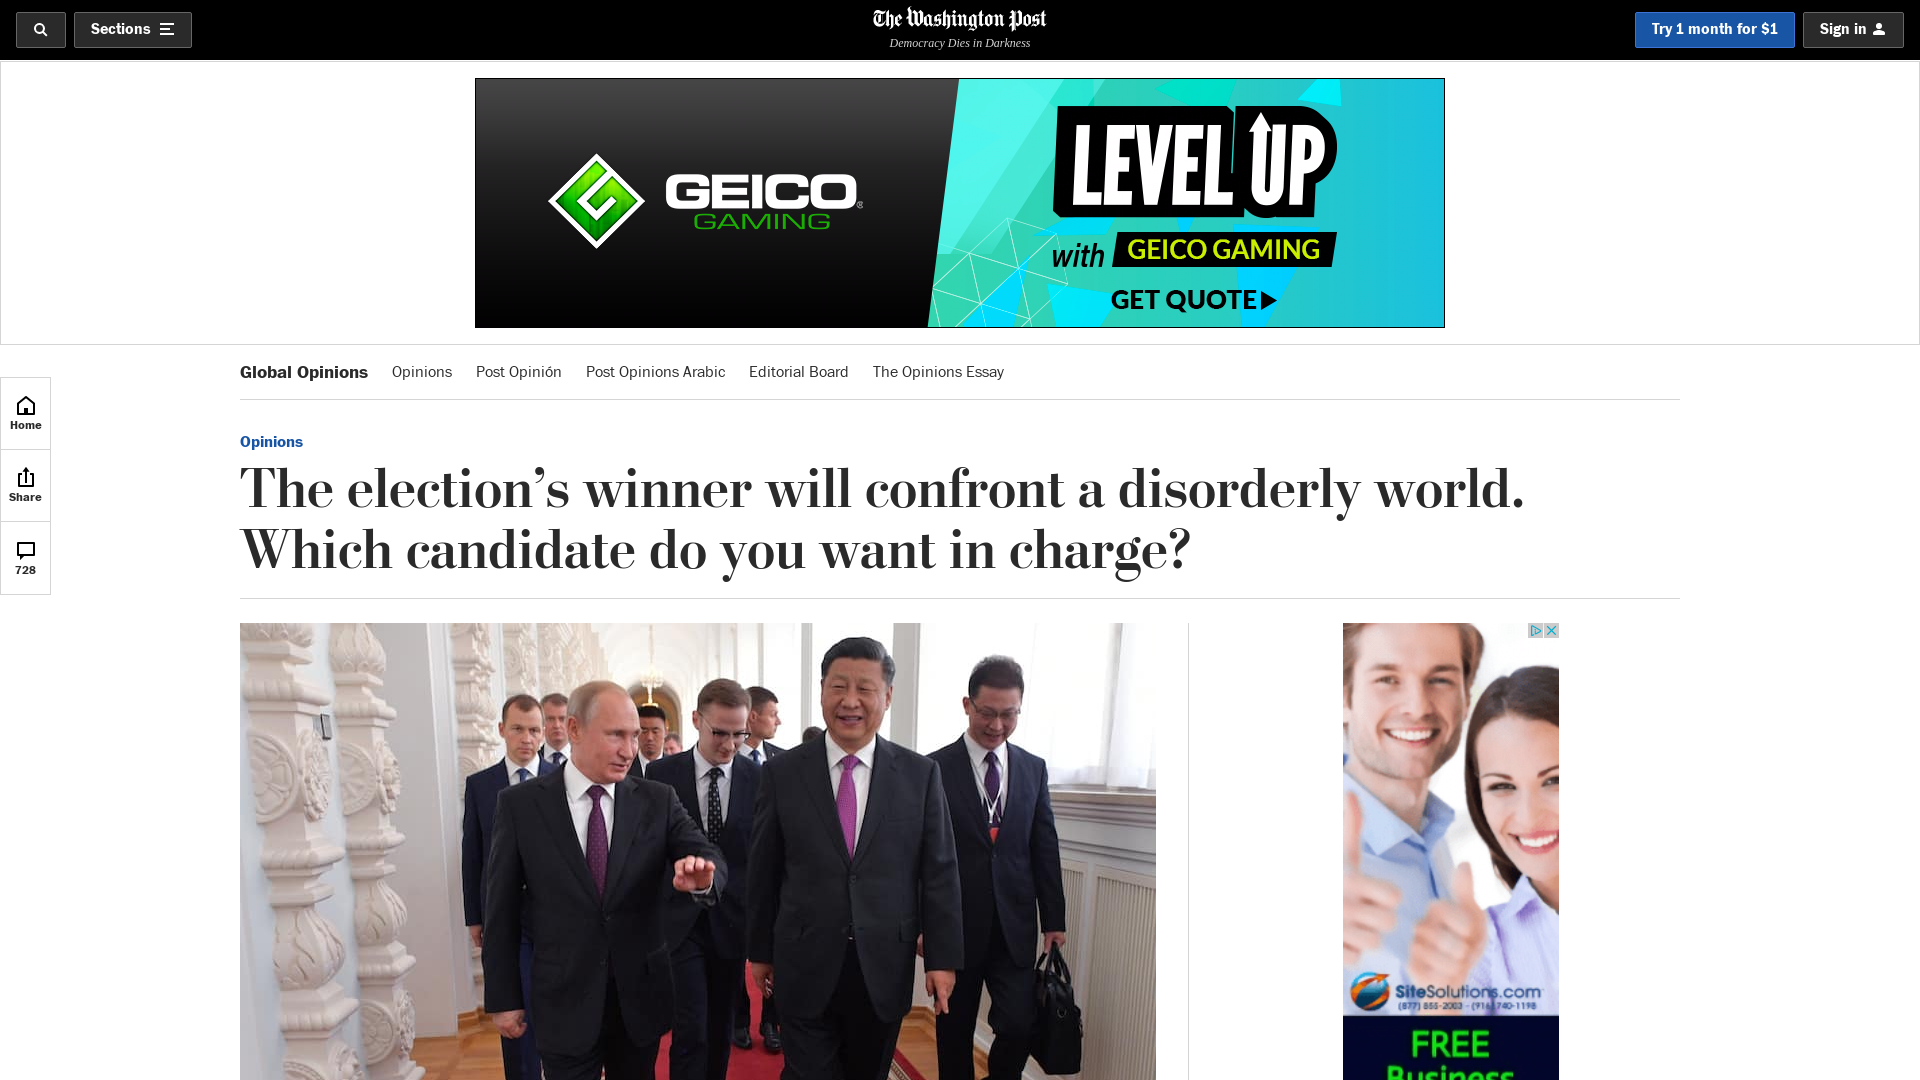 Sections
The Washington Post
Democracy Dies in Darkness
Try 1 month for $1
Sign in
GEICO®
GAMING
LEVEL UP
with GEICO GAMING
GET QUOTE
Global Opinions
Opinions
Post Opinión
Post Opinions Arabic
Editorial Board
The Opinions Essay
Home
Share
728
Opinions
The election’s winner will confront a disorderly world.
Which candidate do you want in charge?
SiteSolutions.com
(877) 555-2003 - (916) 740-1198
FREE
Business